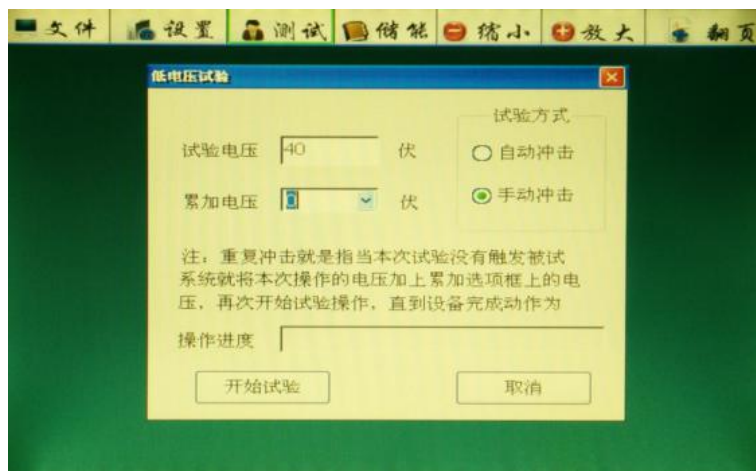 文件 设置 测试 储能 缩小 放大 翻页
低电压试验
试验方式
试验电压 40 伏
自动冲击
累加电压 0 伏
手动冲击
注：重复冲击就是指当本次试验没有触发被试
系统就将本次操作的电压加上累加选项框上的电
压，再次开始试验操作，直到设备完成动作为
操作进度
开始试验 取消